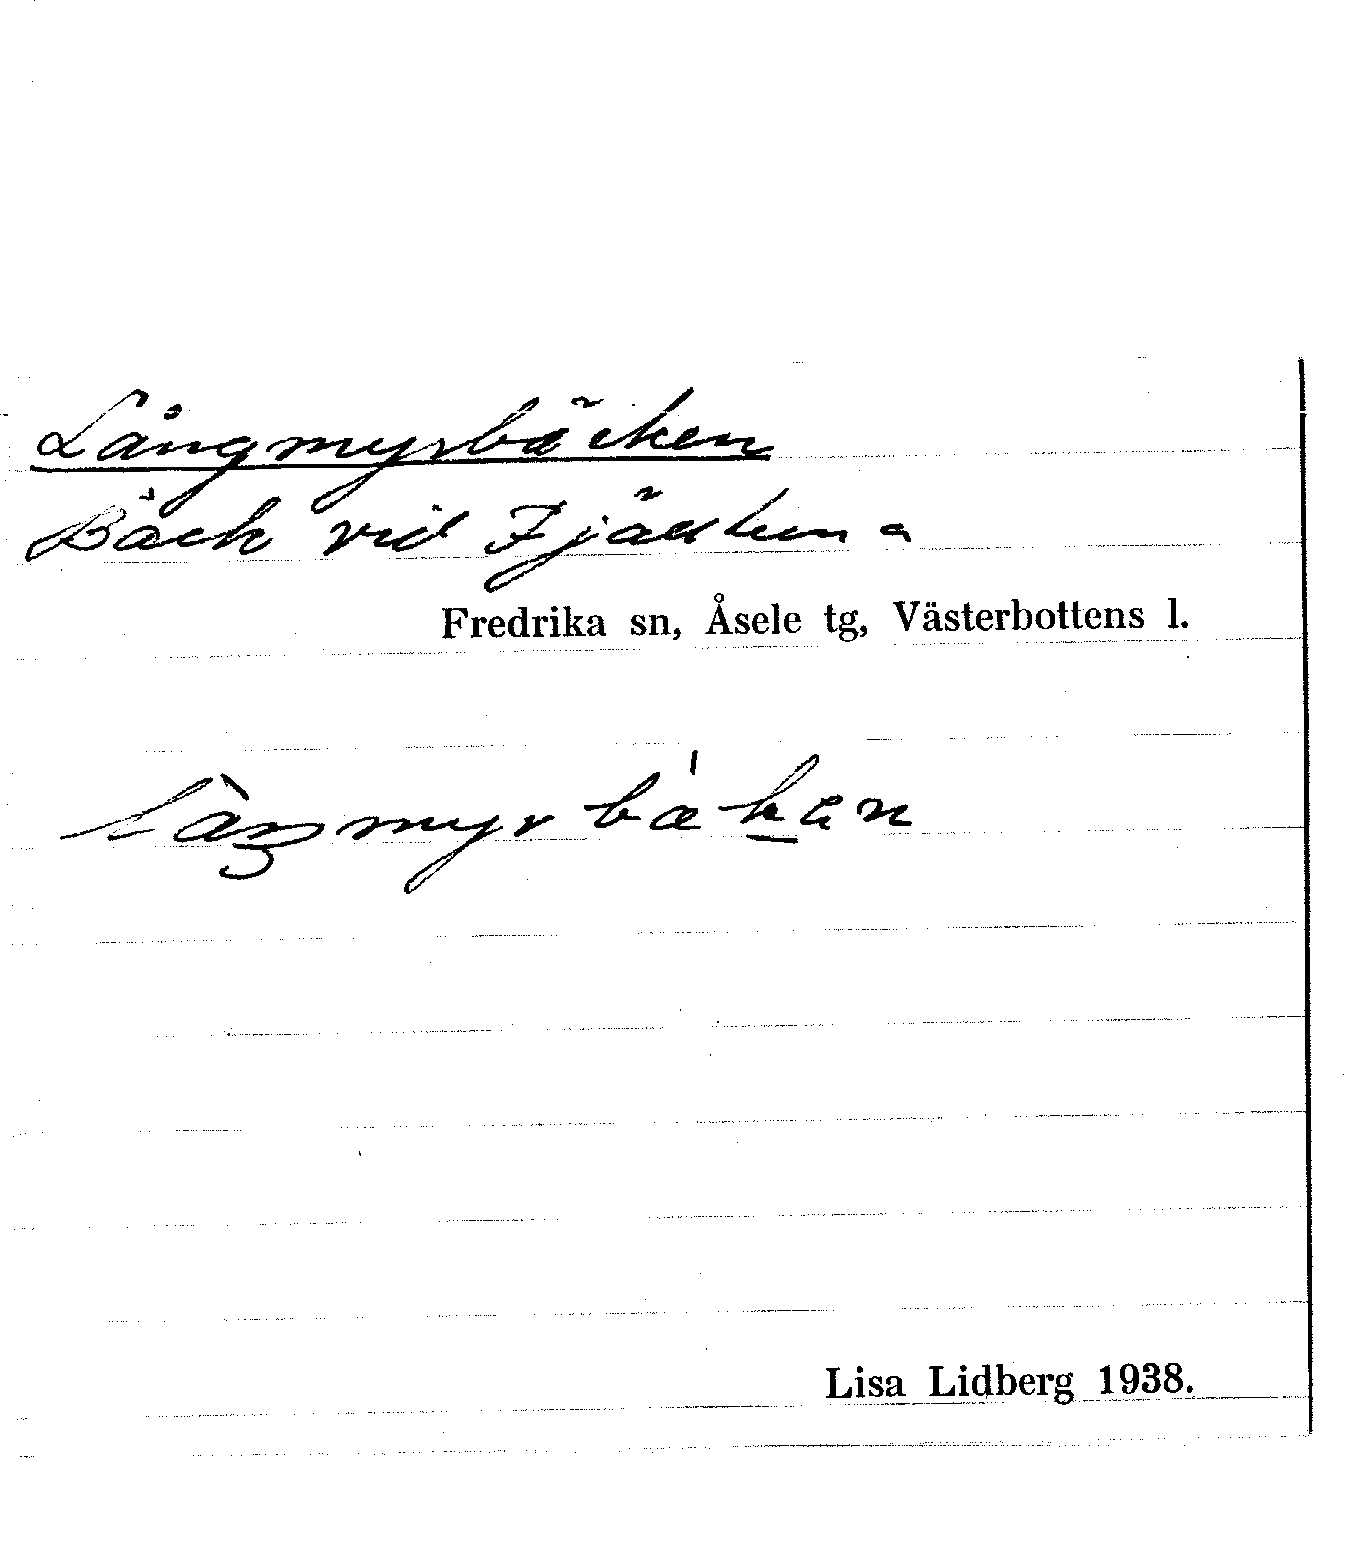 Långmyrbäcken
Bäck vid
Fredrika sn, Åsele tg, Västerbottens l.
Lisa Lidberg 1938.